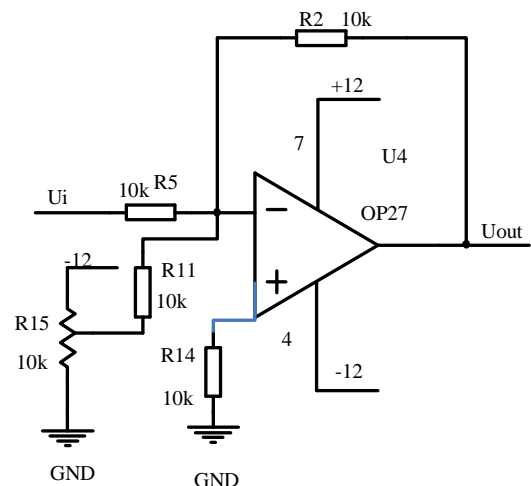 R2 10k
+12
7
U4
R5
10k
Ui
−
OP27
Uout
-12
R11
+
10k
R15
10k
R14
4
10k
-12
GND
GND